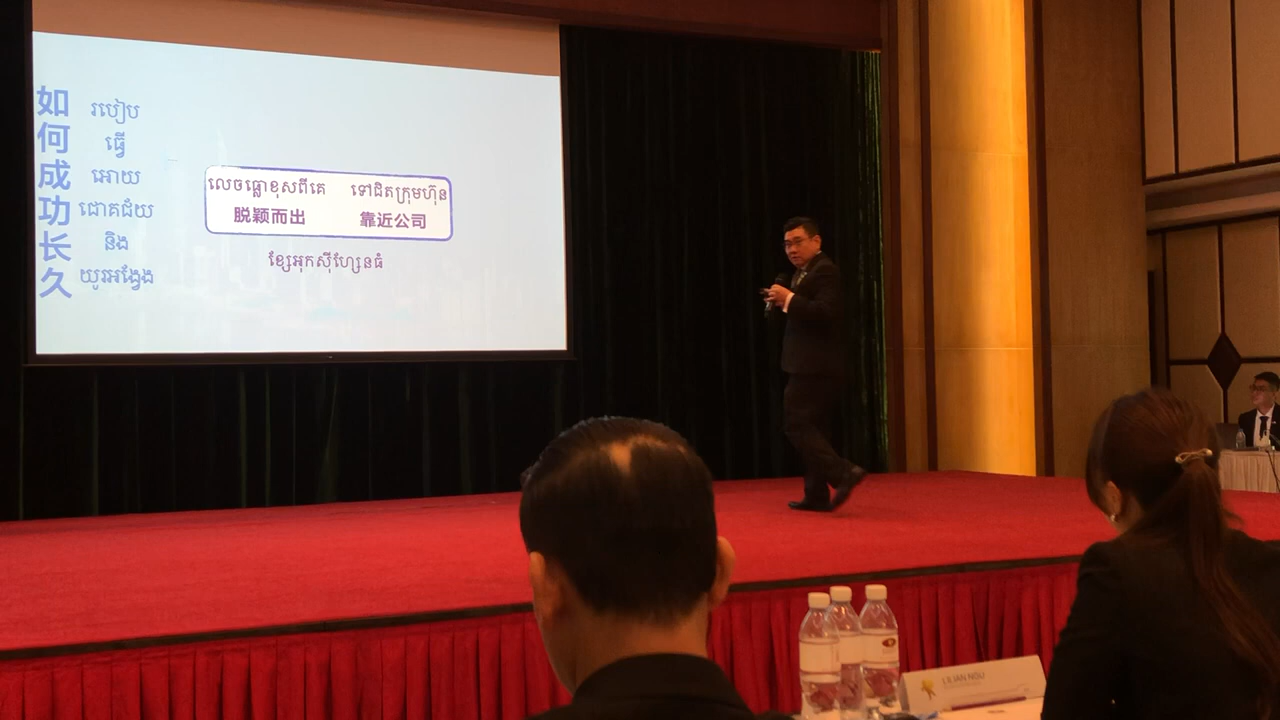 如何成功长久
របៀប
ធ្វើ
អោយ
ជោគជ័យ
និង
យូរអង្វែង
លេចធ្លោខុសពីគេ ទៅជិតក្រុមហ៊ុន
脱颖而出 靠近公司
ខ្សែអុកស៊ីហ្សែនធំ
LILIAN NGU